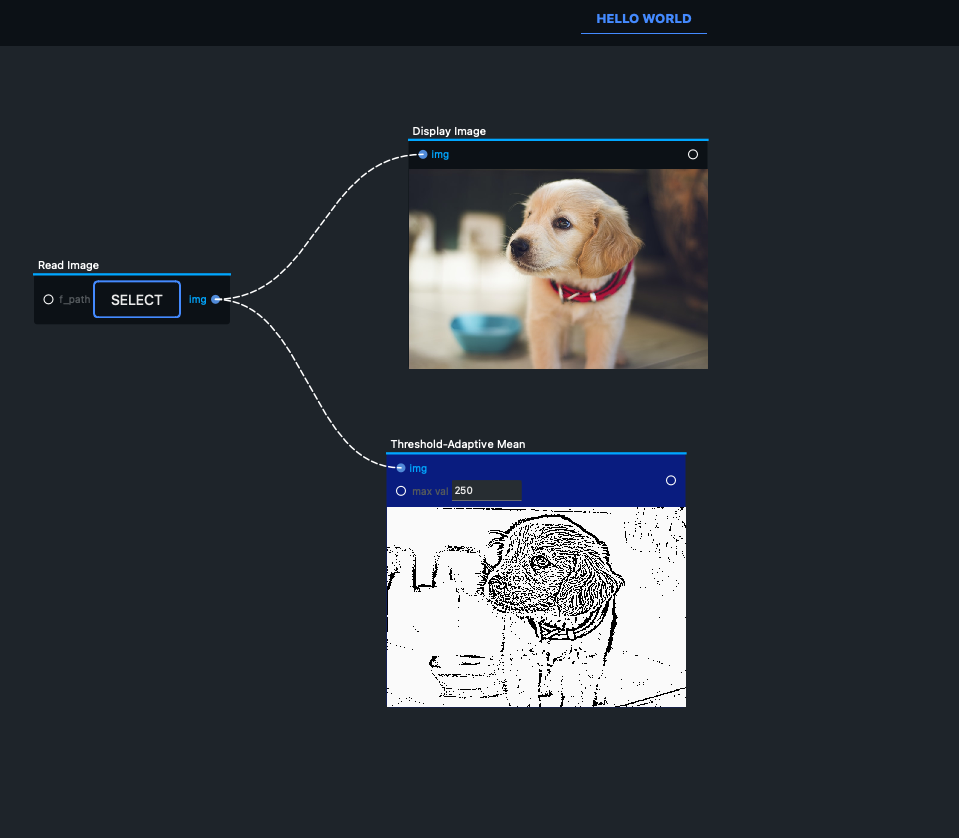 HELLO WORLD
Display Image
img
Read Image
f_path SELECT img
Threshold-Adaptive Mean
img
max val 250